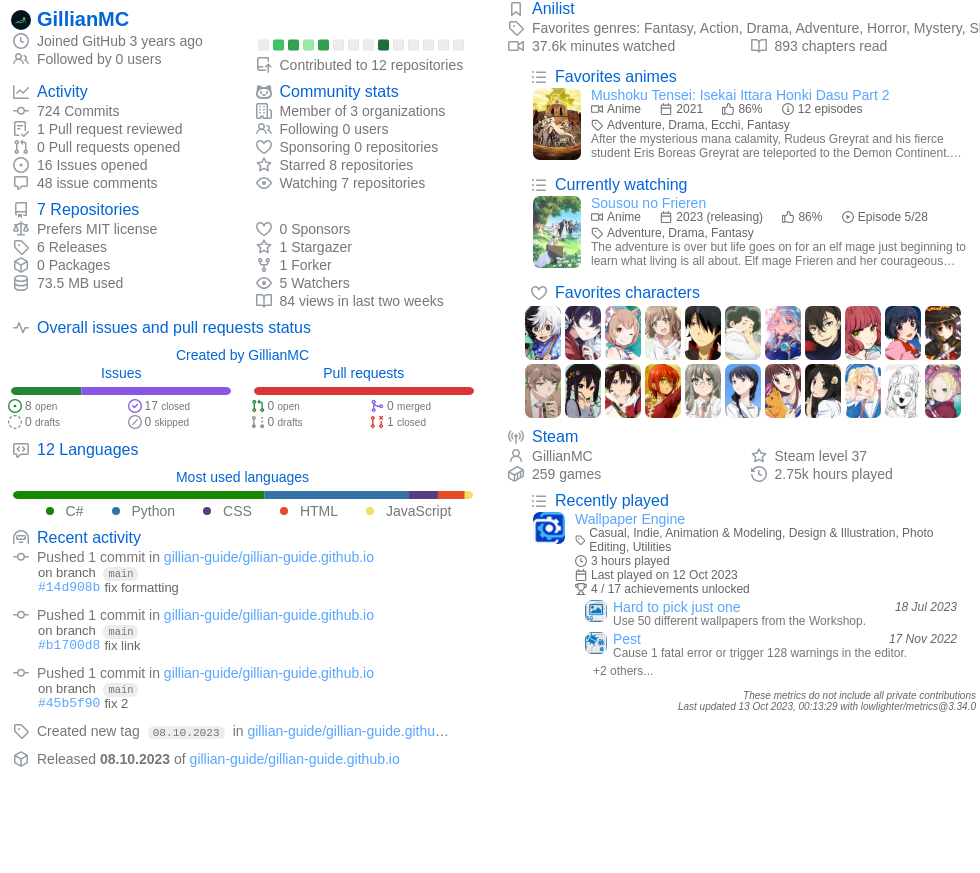 GillianMC
Joined GitHub 3 years ago
Followed by 0 users
Contributed to 12 repositories
Activity
724 Commits
1 Pull request reviewed
0 Pull requests opened
16 Issues opened
48 issue comments
Community stats
Member of 3 organizations
Following 0 users
Sponsoring 0 repositories
Starred 8 repositories
Watching 7 repositories
7 Repositories
Prefers MIT license
6 Releases
0 Packages
73.5 MB used
0 Sponsors
1 Stargazer
1 Forker
5 Watchers
84 views in last two weeks
Overall issues and pull requests status
Created by GillianMC
Issues
8 open
17 closed
0 drafts
0 skipped
Pull requests
0 open
0 merged
0 drafts
1 closed
12 Languages
Most used languages
C# Python CSS HTML JavaScript
Recent activity
Pushed 1 commit in gillian-guide/gillian-guide.github.io
on branch main
#14d908b fix formatting
Pushed 1 commit in gillian-guide/gillian-guide.github.io
on branch main
#b1700d8 fix link
Pushed 1 commit in gillian-guide/gillian-guide.github.io
on branch main
#45b5f90 fix 2
Created new tag 08.10.2023 in gillian-guide/gillian-guide.githu…
Released 08.10.2023 of gillian-guide/gillian-guide.github.io
Anilist
Favorites genres: Fantasy, Action, Drama, Adventure, Horror, Mystery, S
37.6k minutes watched
893 chapters read
Favorites animes
Mushoku Tensei: Isekai Ittara Honki Dasu Part 2
Anime 2021 86% 12 episodes
Adventure, Drama, Ecchi, Fantasy
After the mysterious mana calamity, Rudeus Greyrat and his fierce
student Eris Boreas Greyrat are teleported to the Demon Continent.…
Currently watching
Sousou no Frieren
Anime 2023 (releasing) 86% Episode 5/28
Adventure, Drama, Fantasy
The adventure is over but life goes on for an elf mage just beginning to
learn what living is all about. Elf mage Frieren and her courageous…
Favorites characters
Steam
GillianMC
Steam level 37
259 games
2.75k hours played
Recently played
Wallpaper Engine
Casual, Indie, Animation & Modeling, Design & Illustration, Photo
Editing, Utilities
3 hours played
Last played on 12 Oct 2023
4 / 17 achievements unlocked
Hard to pick just one 18 Jul 2023
Use 50 different wallpapers from the Workshop.
Pest 17 Nov 2022
Cause 1 fatal error or trigger 128 warnings in the editor.
+2 others...
These metrics do not include all private contributions
Last updated 13 Oct 2023, 00:13:29 with lowlighter/metrics@3.34.0